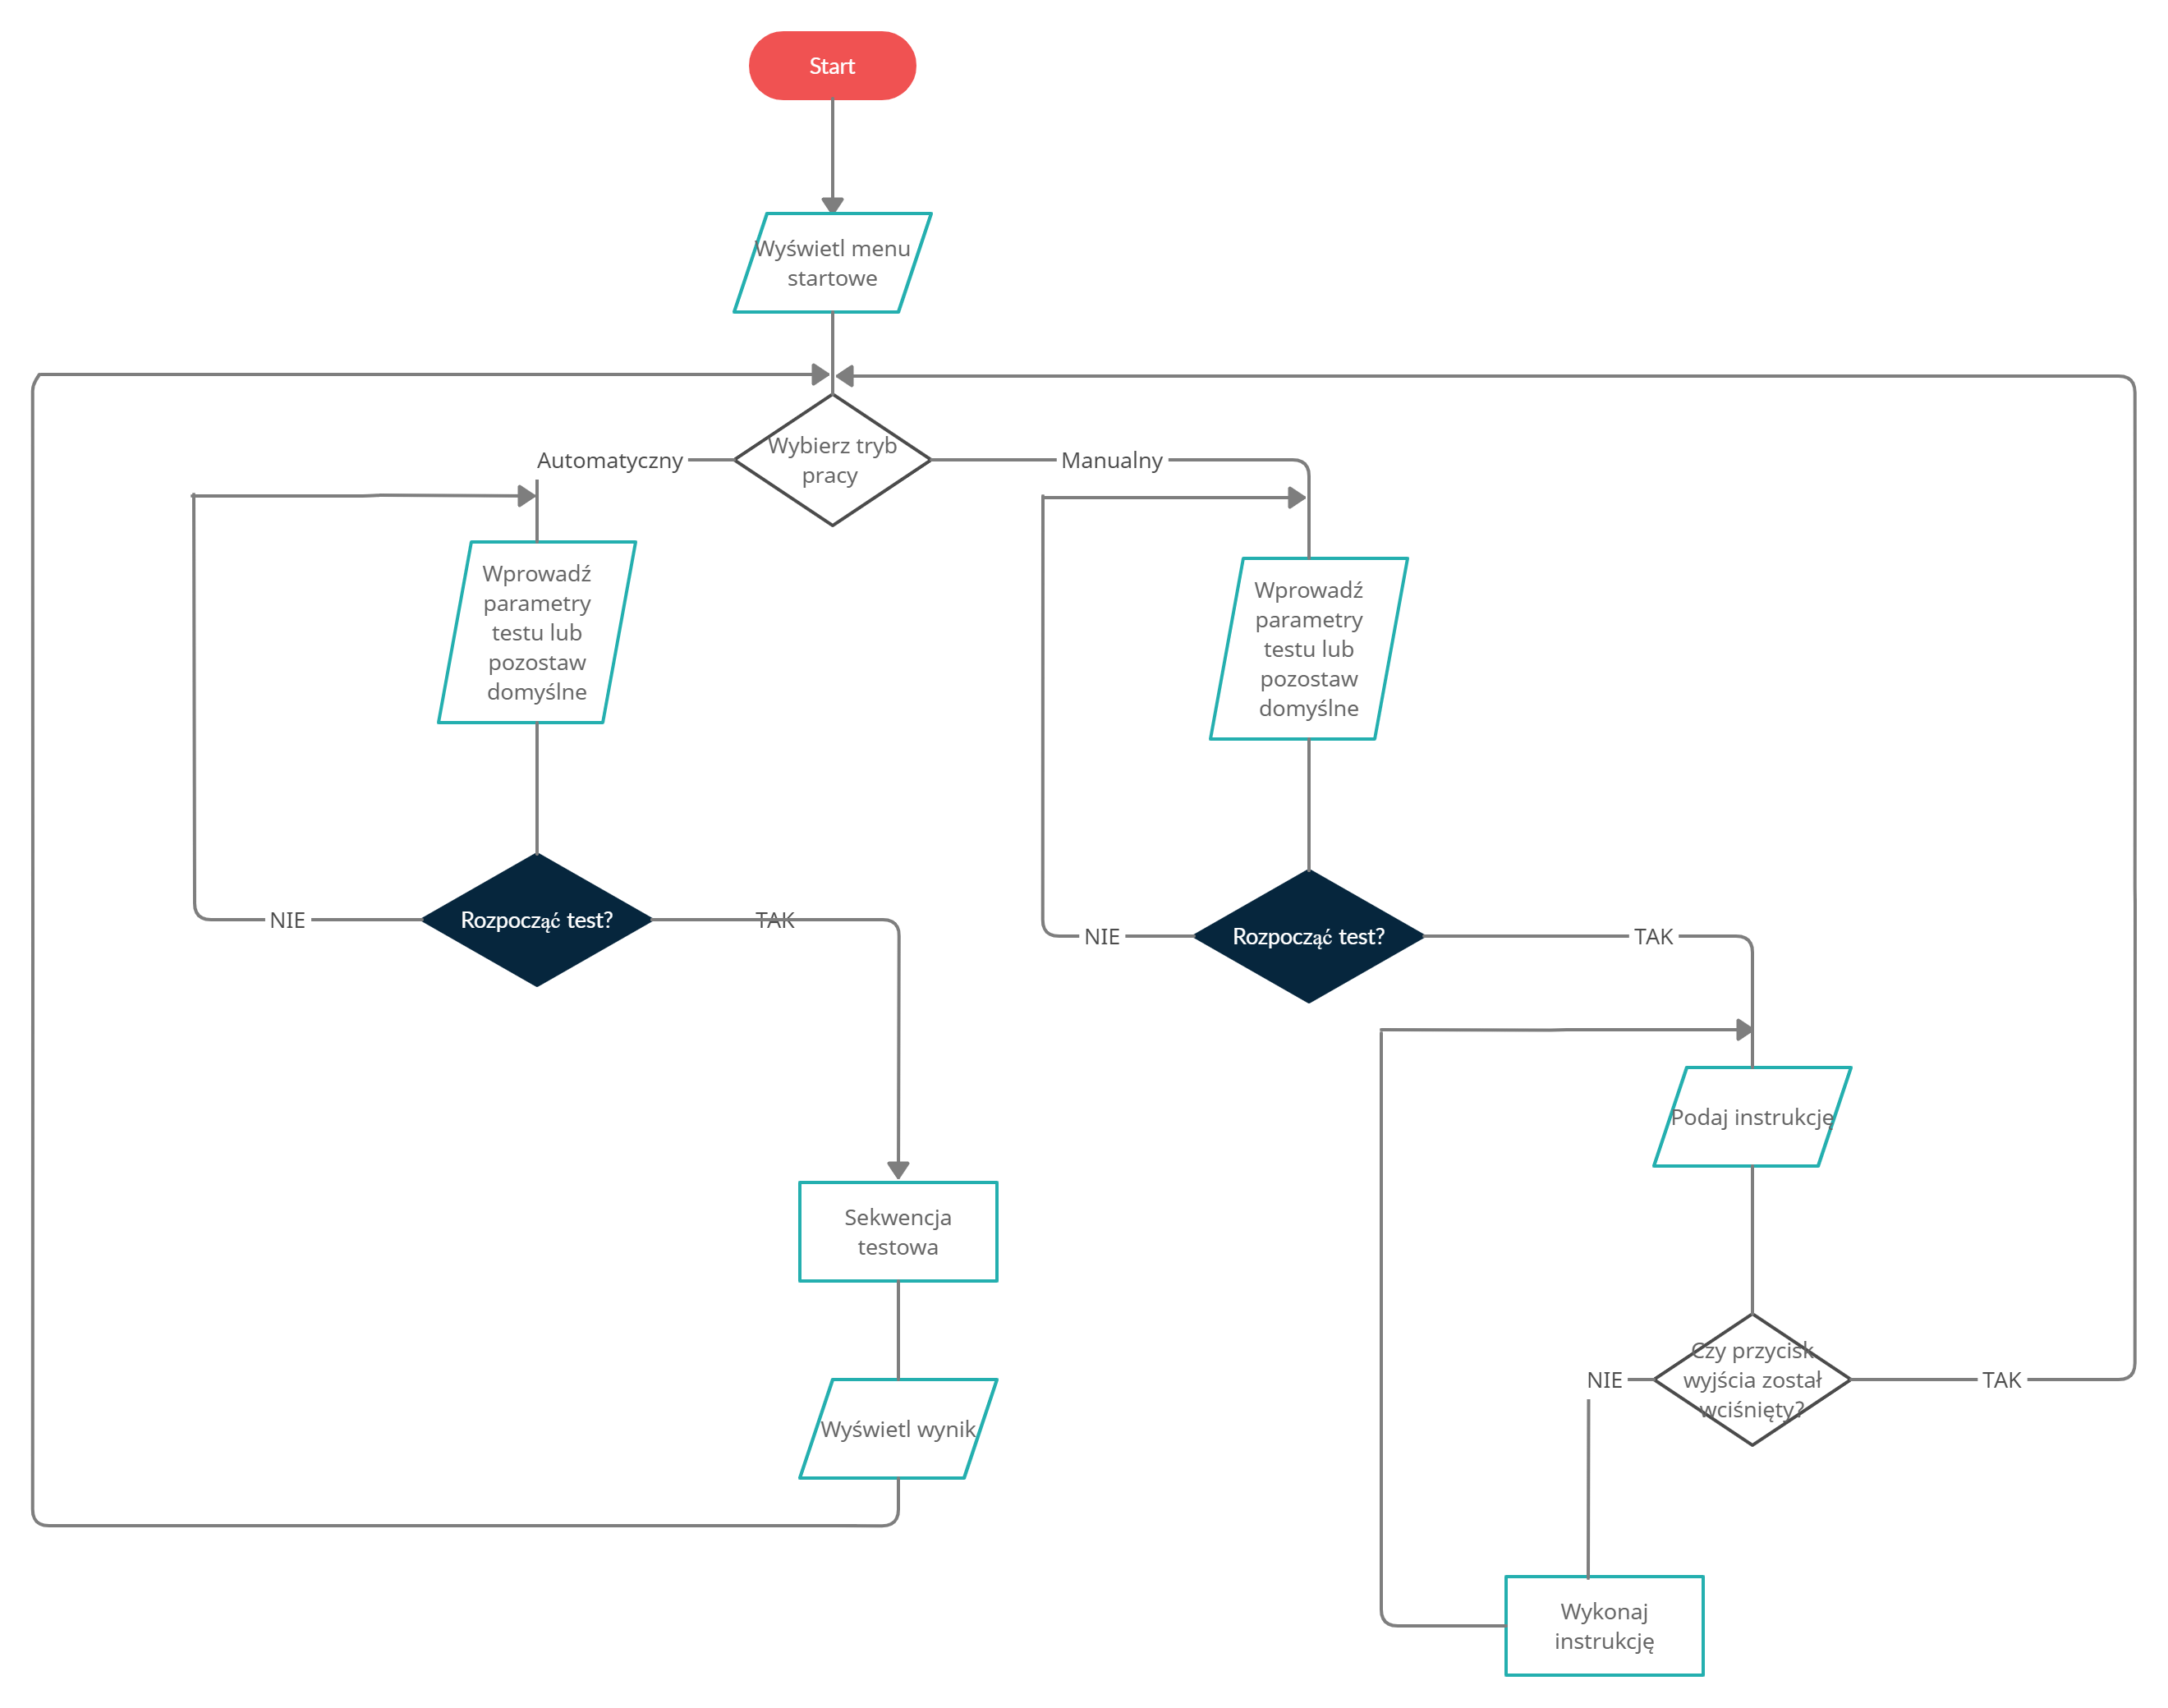 Start
Wyświetl menu
startowe
Wybierz tryb
pracy
Automatyczny
Manualny
Wprowadź
parametry
testu lub
pozostaw
domyślne
Wprowadź
parametry
testu lub
pozostaw
domyślne
NIE
Rozpocząć test?
TAK
NIE
Rozpocząć test?
TAK
Podaj instrukcję
Sekwencja
testowa
Wyświetl wynik
NIE
Czy przycisk
wyjścia został
wciśnięty?
TAK
Wykonaj
instrukcję